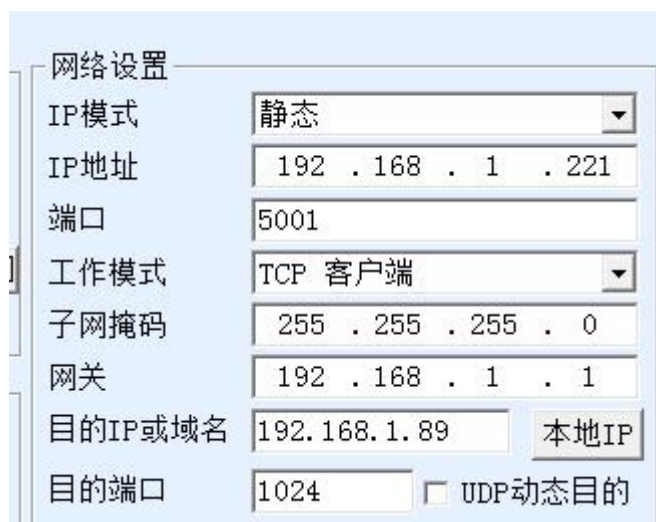 网络设置
IP模式 静态
IP地址 192 . 168 . 1 . 221
端口 5001
工作模式 TCP 客户端
子网掩码 255 . 255 . 255 . 0
网关 192 . 168 . 1 . 1
目的IP或域名 192.168.1.89 本地IP
目的端口 1024 UDP动态目的